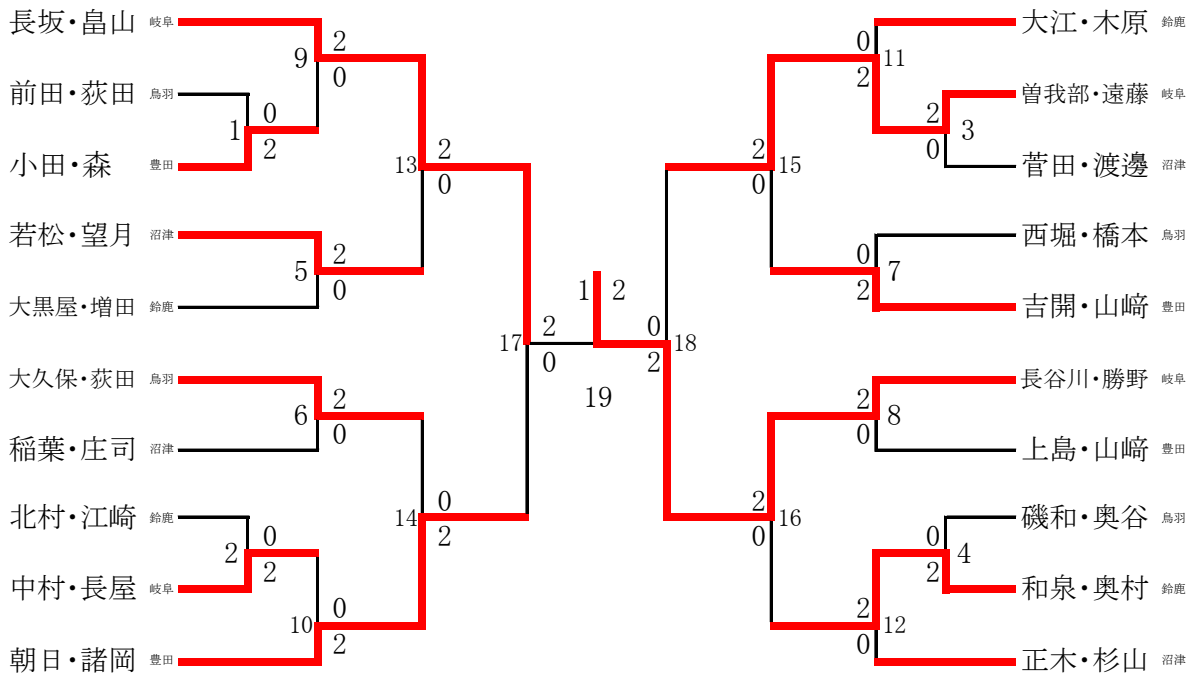 長坂・畠山 岐阜
前田・荻田 鳥羽
小田・森 豊田
若松・望月 沼津
大黒屋・増田 鈴鹿
大久保・荻田 鳥羽
稲葉・庄司 沼津
北村・江崎 鈴鹿
中村・長屋 岐阜
朝日・諸岡 豊田
9 2
0
1 0
2
5 2
0
6 2
0
2 0
2
10 0
2
13 2
0
14 0
2
17 2
0
1 2
19
0 18
2
2 15
0
2 16
0
0 11
2
2 3
0
0 7
2
2 8
0
0 4
2
2 12
0
大江・木原 鈴鹿
曽我部・遠藤 岐阜
菅田・渡邊 沼津
西堀・橋本 鳥羽
吉開・山﨑 豊田
長谷川・勝野 岐阜
上島・山﨑 豊田
磯和・奥谷 鳥羽
和泉・奥村 鈴鹿
正木・杉山 沼津